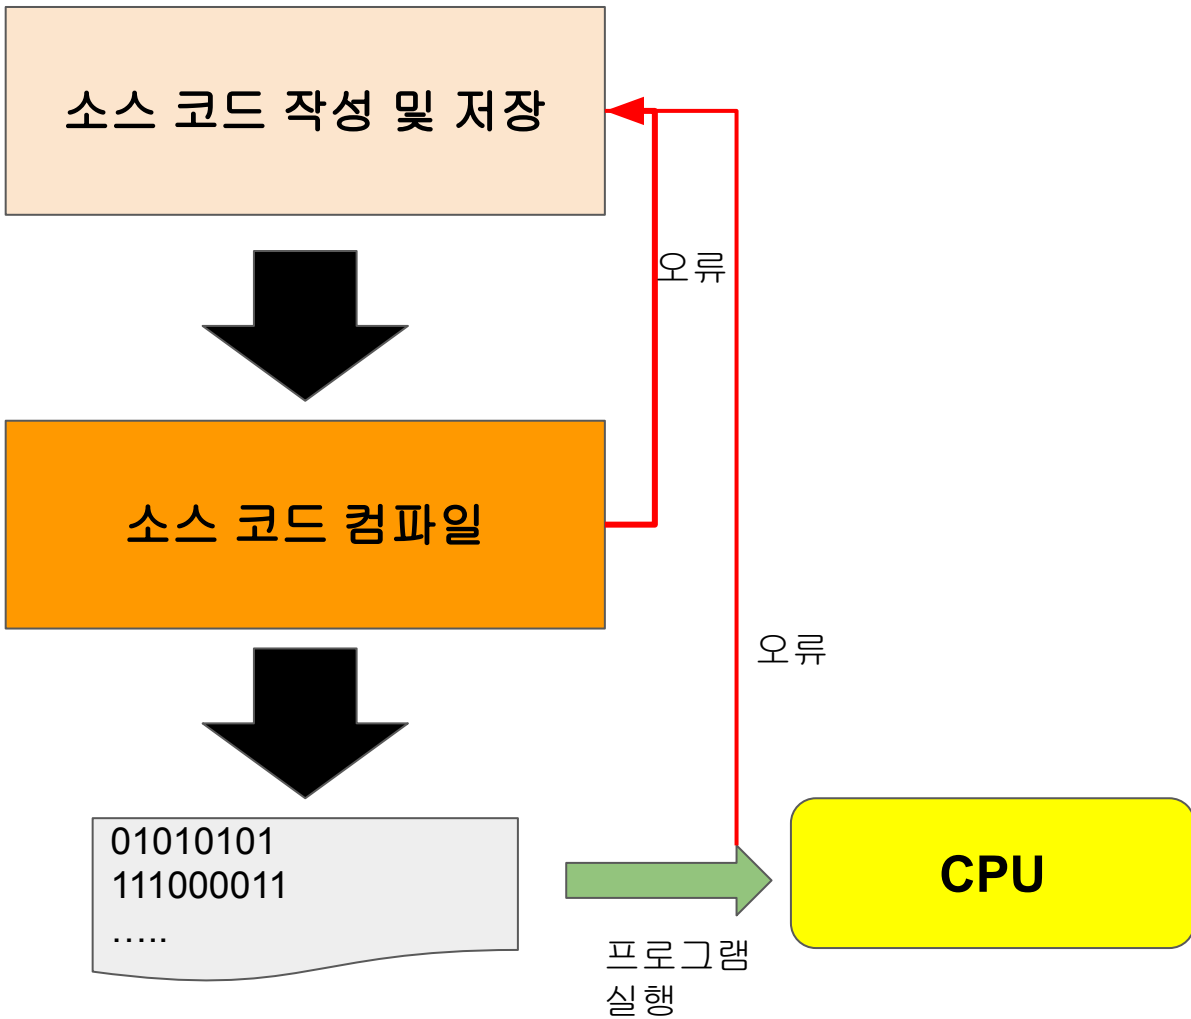 소스 코드 작성 및 저장
오류
소스 코드 컴파일
오류
01010101
111000011
…..
CPU
프로그램
실행